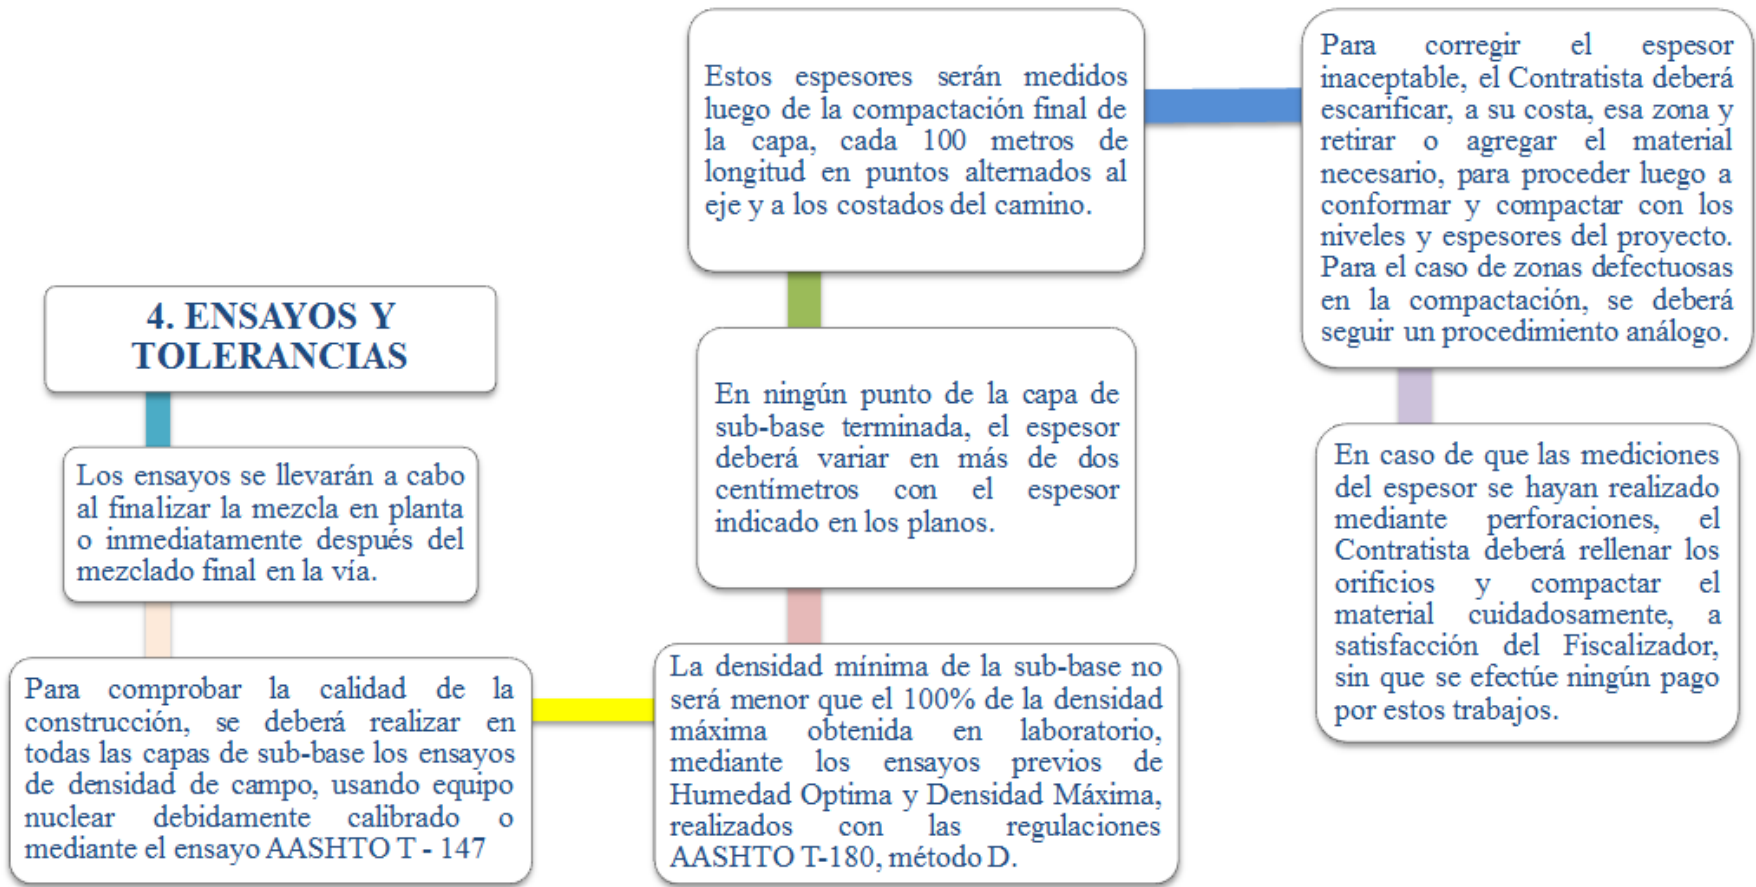 4. ENSAYOS Y
TOLERANCIAS
Los ensayos se llevarán a cabo
al finalizar la mezcla en planta
o inmediatamente después del
mezclado final en la vía.
Para comprobar la calidad de la
construcción, se deberá realizar en
todas las capas de sub-base los ensayos
de densidad de campo, usando equipo
nuclear debidamente calibrado o
mediante el ensayo AASHTO T - 147
La densidad mínima de la sub-base no
será menor que el 100% de la densidad
máxima obtenida en laboratorio,
mediante los ensayos previos de
Humedad Optima y Densidad Máxima,
realizados con las regulaciones
AASHTO T-180, método D.
En ningún punto de la capa de
sub-base terminada, el espesor
deberá variar en más de dos
centímetros con el espesor
indicado en los planos.
Estos espesores serán medidos
luego de la compactación final de
la capa, cada 100 metros de
longitud en puntos alternados al
eje y a los costados del camino.
Para corregir el espesor
inaceptable, el Contratista deberá
escarificar, a su costa, esa zona y
retirar o agregar el material
necesario, para proceder luego a
conformar y compactar con los
niveles y espesores del proyecto.
Para el caso de zonas defectuosas
en la compactación, se deberá
seguir un procedimiento análogo.
En caso de que las mediciones
del espesor se hayan realizado
mediante perforaciones, el
Contratista deberá rellenar los
orificios y compactar el
material cuidadosamente, a
satisfacción del Fiscalizador,
sin que se efectúe ningún pago
por estos trabajos.